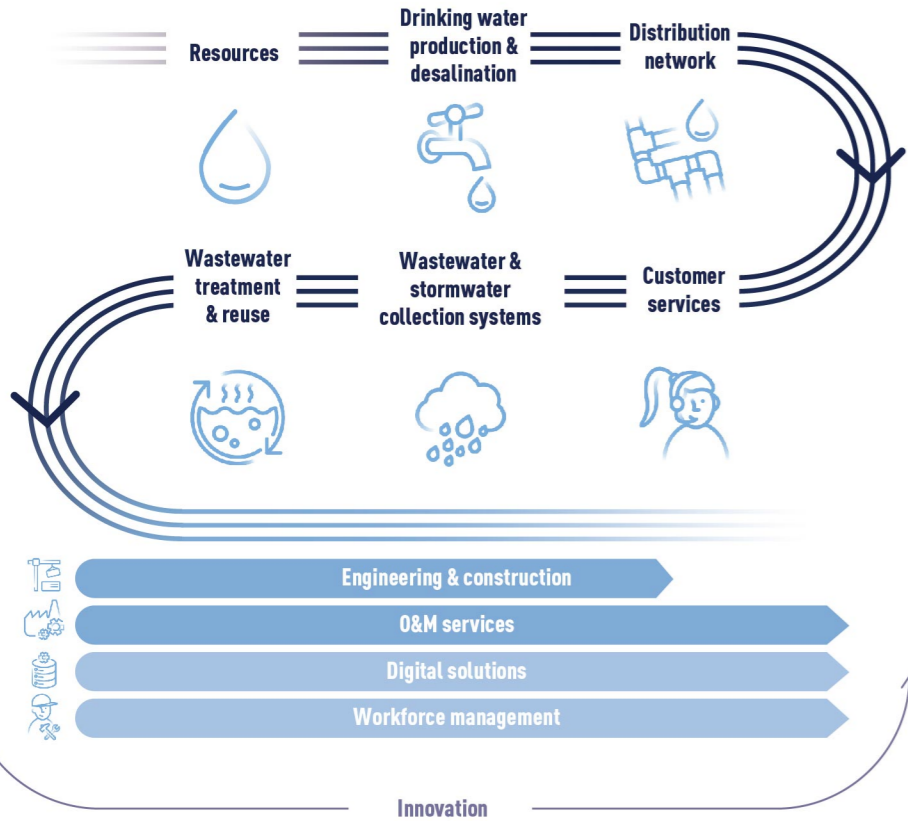 Resources
Drinking water
production &
desalination
Distribution
network
Wastewater
treatment
& reuse
Wastewater &
stormwater
collection systems
Customer
services
Engineering & construction
O&M services
Digital solutions
Workforce management
Innovation